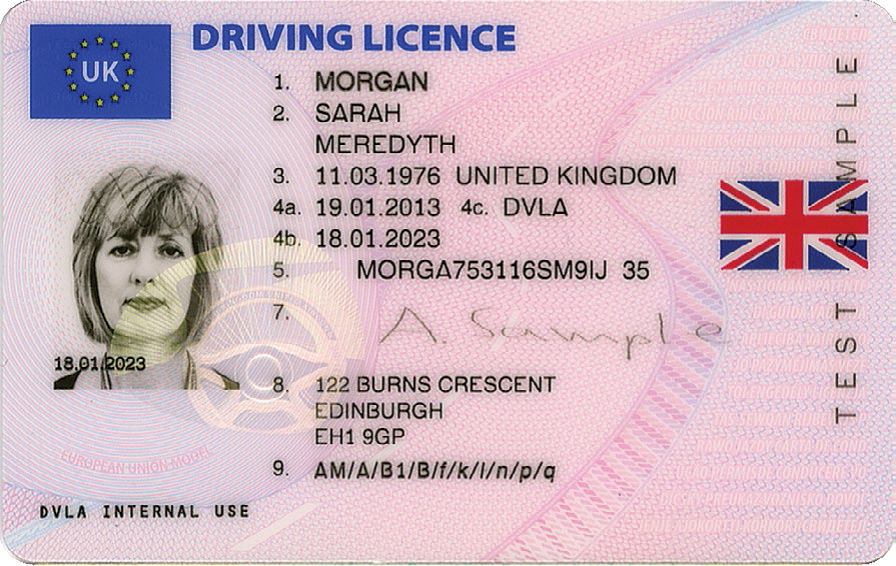 UK
DRIVING LICENCE
1. MORGAN
2. SARAH
MEREDYTH
3. 11.03.1976 UNITED KINGDOM
4a. 19.01.2013 4c. DVLA
4b. 18.01.2023
5. MORGA753116SM9IJ 35
7. A. Sample
18.01.2023
8. 122 BURNS CRESCENT
EDINBURGH
EH1 9GP
9. AM/A/B1/B/f/k/l/n/p/q
EUROPEAN UNION MODEL
DVLA INTERNAL USE
TEST SAMPLE